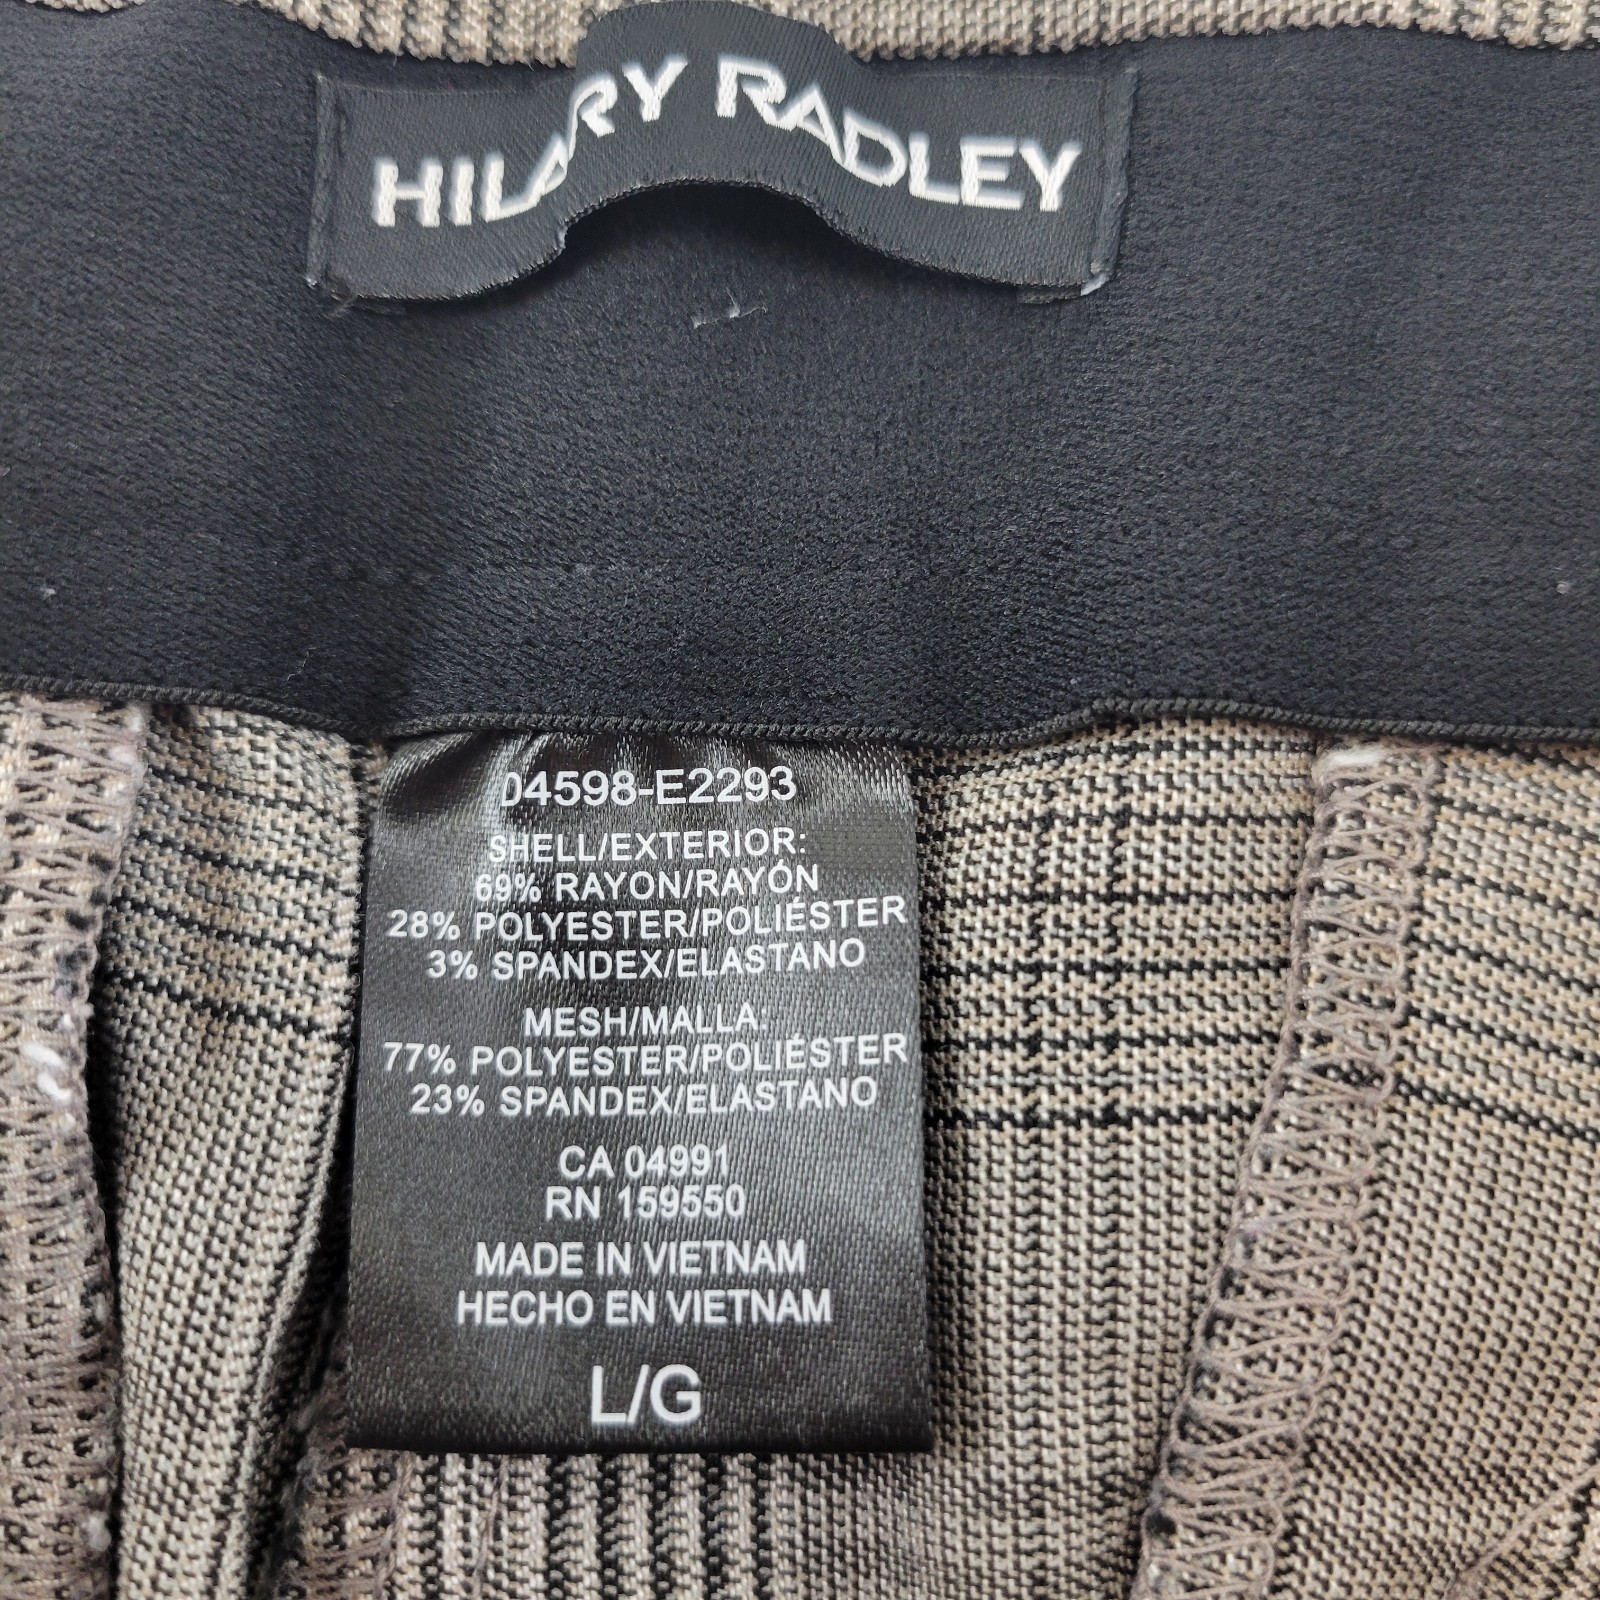 HILARY RADLEY
04598-E2293
SHELL/EXTERIOR:
69% RAYON/RAYÓN
28% POLYESTER/POLIÉSTER
3% SPANDEX/ELASTANO
MESH/MALLA:
77% POLYESTER/POLIÉSTER
23% SPANDEX/ELASTANO
CA 04991
RN 159550
MADE IN VIETNAM
HECHO EN VIETNAM
L/G